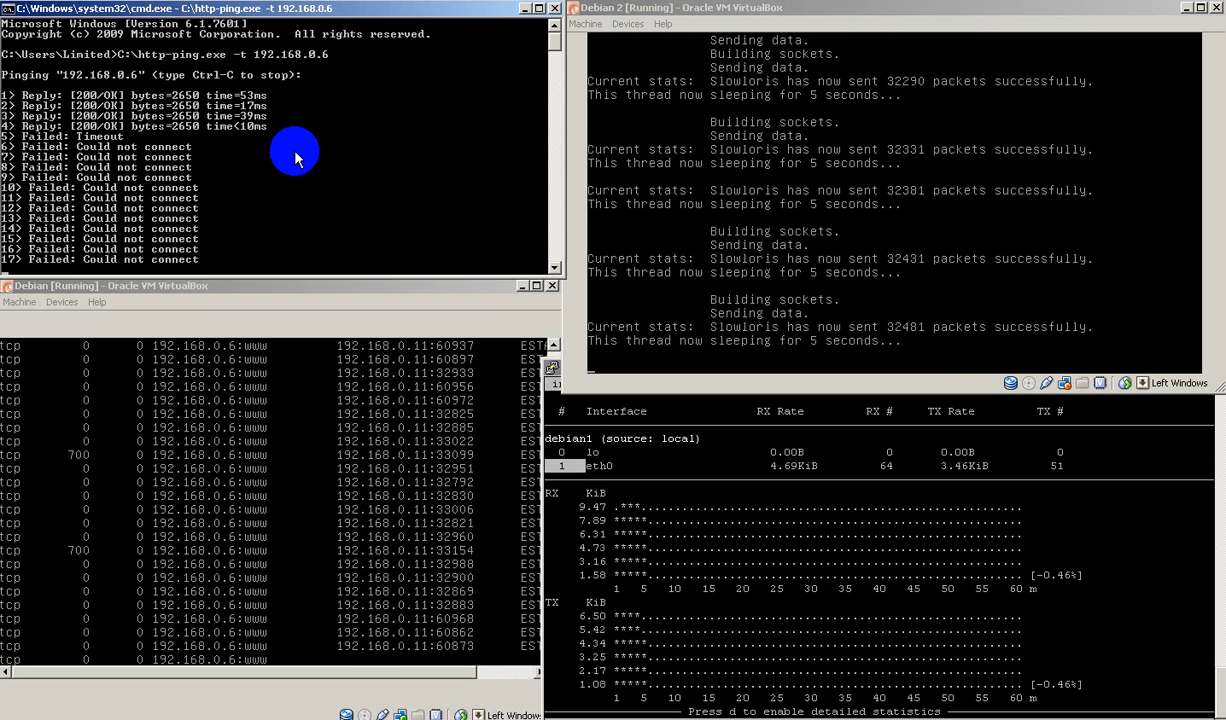 C:\Windows\system32\cmd.exe - C:\http-ping.exe -t 192.168.0.6
Microsoft Windows [Version 6.1.7601]
Copyright (c) 2009 Microsoft Corporation. All rights reserved.
C:\Users\Limited>C:\http-ping.exe -t 192.168.0.6
Pinging "192.168.0.6" (type Ctrl-C to stop):
1> Reply: [200/OK] bytes=2650 time=53ms
2> Reply: [200/OK] bytes=2650 time=17ms
3> Reply: [200/OK] bytes=2650 time=39ms
4> Reply: [200/OK] bytes=2650 time<10ms
5> Failed: Timeout
6> Failed: Could not connect
7> Failed: Could not connect
8> Failed: Could not connect
9> Failed: Could not connect
10> Failed: Could not connect
11> Failed: Could not connect
12> Failed: Could not connect
13> Failed: Could not connect
14> Failed: Could not connect
15> Failed: Could not connect
16> Failed: Could not connect
17> Failed: Could not connect
Debian 2 [Running] - Oracle VM VirtualBox
Machine Devices Help
Sending data.
Building sockets.
Sending data.
Current stats: Slowloris has now sent 32290 packets successfully.
This thread now sleeping for 5 seconds...
Building sockets.
Sending data.
Current stats: Slowloris has now sent 32331 packets successfully.
This thread now sleeping for 5 seconds...
Current stats: Slowloris has now sent 32381 packets successfully.
This thread now sleeping for 5 seconds...
Building sockets.
Sending data.
Current stats: Slowloris has now sent 32431 packets successfully.
This thread now sleeping for 5 seconds...
Building sockets.
Sending data.
Current stats: Slowloris has now sent 32481 packets successfully.
This thread now sleeping for 5 seconds...
Left Windows
Debian [Running] - Oracle VM VirtualBox
Machine Devices Help
tcp 0 0 192.168.0.6:www 192.168.0.11:60937 EST
tcp 0 0 192.168.0.6:www 192.168.0.11:60897 EST
tcp 0 0 192.168.0.6:www 192.168.0.11:32933 EST
tcp 0 0 192.168.0.6:www 192.168.0.11:60956 EST
tcp 0 0 192.168.0.6:www 192.168.0.11:60972 EST
tcp 0 0 192.168.0.6:www 192.168.0.11:32825 EST
tcp 0 0 192.168.0.6:www 192.168.0.11:32885 EST
tcp 0 0 192.168.0.6:www 192.168.0.11:33022 EST
tcp 700 0 192.168.0.6:www 192.168.0.11:33099 EST
tcp 0 0 192.168.0.6:www 192.168.0.11:32951 EST
tcp 0 0 192.168.0.6:www 192.168.0.11:32792 EST
tcp 0 0 192.168.0.6:www 192.168.0.11:32830 EST
tcp 0 0 192.168.0.6:www 192.168.0.11:33006 EST
tcp 0 0 192.168.0.6:www 192.168.0.11:32821 EST
tcp 0 0 192.168.0.6:www 192.168.0.11:32960 EST
tcp 700 0 192.168.0.6:www 192.168.0.11:33154 EST
tcp 0 0 192.168.0.6:www 192.168.0.11:32988 EST
tcp 0 0 192.168.0.6:www 192.168.0.11:32900 EST
tcp 0 0 192.168.0.6:www 192.168.0.11:32869 EST
tcp 0 0 192.168.0.6:www 192.168.0.11:32883 EST
tcp 0 0 192.168.0.6:www 192.168.0.11:60968 EST
tcp 0 0 192.168.0.6:www 192.168.0.11:60862 EST
tcp 0 0 192.168.0.6:www 192.168.0.11:60873 EST
tcp 0 0 192.168.0.6:www
Left Windows
# Interface RX Rate RX # TX Rate TX #
debian1 (source: local)
0 lo 0.00B 0 0.00B 0
1 eth0 4.69KiB 64 3.46KiB 51
RX KiB
9.47 .***........................................................
7.89 *****.......................................................
6.31 *****.......................................................
4.73 *****.......................................................
3.16 *****.......................................................
1.58 *****....................................................... [-0.46%]
1 5 10 15 20 25 30 35 40 45 50 55 60 m
TX KiB
6.50 ****........................................................
5.42 ****........................................................
4.34 *****.......................................................
3.25 *****.......................................................
2.17 *****.......................................................
1.08 *****....................................................... [-0.46%]
1 5 10 15 20 25 30 35 40 45 50 55 60 m
Press d to enable detailed statistics